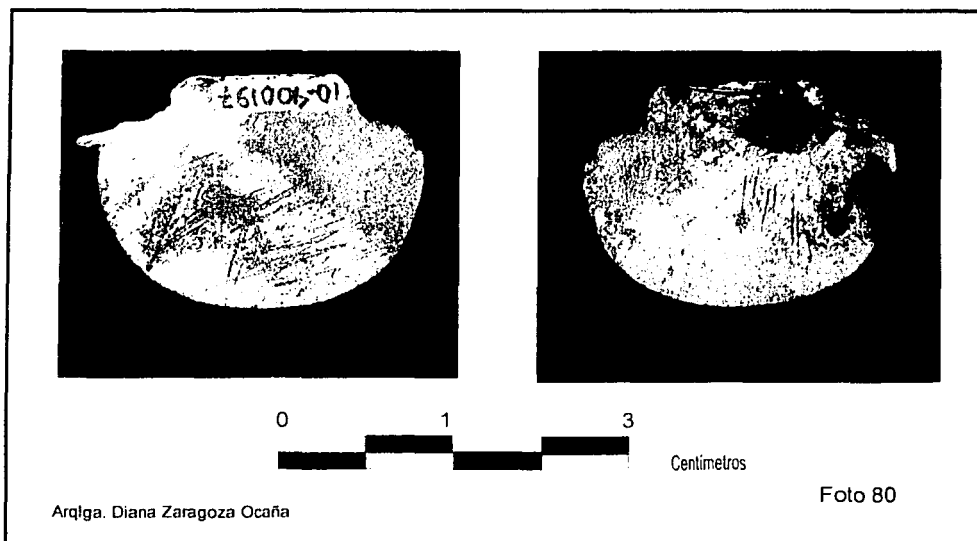 10-400197
0 1 3
Centímetros
Foto 80
Arqlga. Diana Zaragoza Ocaña